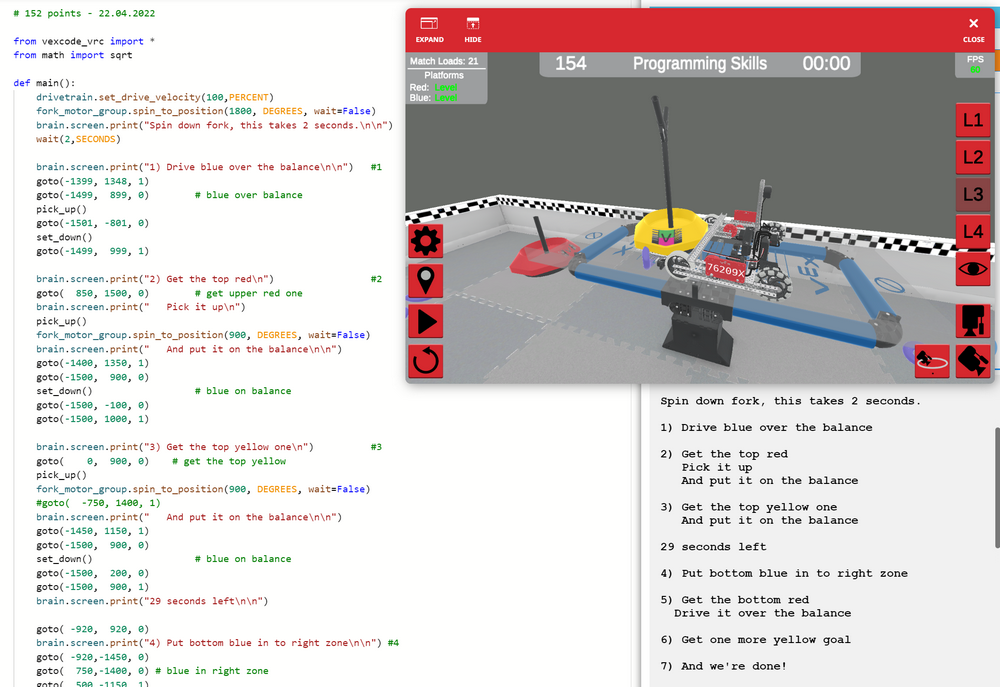 # 152 points - 22.04.2022
from vexcode_vrc import *
from math import sqrt
def main():
drivetrain.set_drive_velocity(100,PERCENT)
fork_motor_group.spin_to_position(1800, DEGREES, wait=False)
brain.screen.print("Spin down fork, this takes 2 seconds.\n\n")
wait(2,SECONDS)
brain.screen.print("1) Drive blue over the balance\n\n") #1
goto(-1399, 1348, 1)
goto(-1499, 899, 0) # blue over balance
pick_up()
goto(-1501, -801, 0)
set_down()
goto(-1499, 999, 1)
brain.screen.print("2) Get the top red\n") #2
goto( 850, 1500, 0) # get upper red one
brain.screen.print(" Pick it up\n")
pick_up()
fork_motor_group.spin_to_position(900, DEGREES, wait=False)
brain.screen.print(" And put it on the balance\n\n")
goto(-1400, 1350, 1)
goto(-1500, 900, 0)
set_down() # blue on balance
goto(-1500, -100, 0)
goto(-1500, 1000, 1)
brain.screen.print("3) Get the top yellow one\n") #3
goto( 0, 900, 0) # get the top yellow
pick_up()
fork_motor_group.spin_to_position(900, DEGREES, wait=False)
#goto( -750, 1400, 1)
brain.screen.print(" And put it on the balance\n\n")
goto(-1450, 1150, 1)
goto(-1500, 900, 0)
set_down() # blue on balance
goto(-1500, 200, 0)
goto(-1500, 900, 1)
brain.screen.print("29 seconds left\n\n")
goto( -920, 920, 0)
brain.screen.print("4) Put bottom blue in to right zone\n\n") #4
goto( -920,-1450, 0)
goto( 750,-1400, 0) # blue in right zone
goto( 500,-1150, 1)
EXPAND
HIDE
CLOSE
Match Loads: 21
Platforms
Red: Level
Blue: Level
154
Programming Skills
00:00
FPS
L1
L2
L3
L4
76209X
VEX
Spin down fork, this takes 2 seconds.
1) Drive blue over the balance
2) Get the top red
Pick it up
And put it on the balance
3) Get the top yellow one
And put it on the balance
29 seconds left
4) Put bottom blue in to right zone
5) Get the bottom red
Drive it over the balance
6) Get one more yellow goal
7) And we're done!